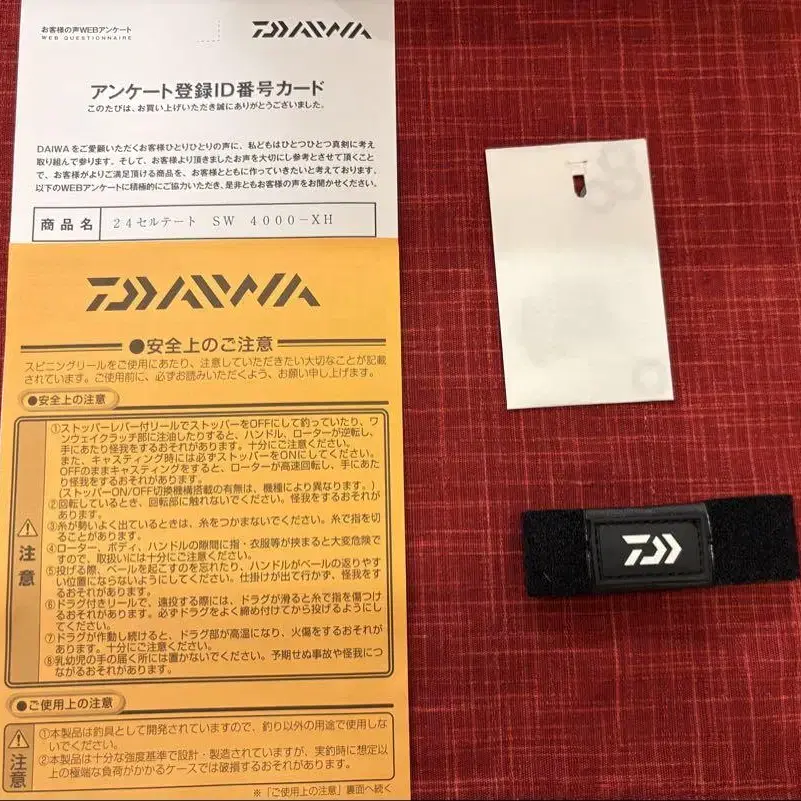 お客様の声WEBアンケート
WEB QUESTIONNAIRE
DAIWA
アンケート登録ID番号カード
このたびは、お買い上げいただき誠にありがとうございました。
DAIWAをご愛顧いただくお客様ひとりひとりの声に、私どもはひとつひとつ真剣に考え
取り組んで参ります。そして、お客様より頂きましたお声を大切にし参考とさせて頂くこと
で、お客様がよりご満足頂ける商品を、お客様とともに作っていきたいと考えております。
以下のWEBアンケートに積極的にご協力いただき、是非ともお客様の声をお聞かせください。
商品名 24セルテート SW 4000-XH
DAIWA
●安全上のご注意
スピニングリールをご使用にあたり、注意していただきたい大切なことが記載
されています。ご使用前に、必ずお読みいただくよう、お願い申し上げます。
●安全上の注意
注意
①ストッパーレバー付リールでストッパーをOFFにして釣っていたり、ワ
ンウェイクラッチ部に注油したりすると、ハンドル、ローターが逆転し、
手にあたり怪我をするおそれがあります。十分にご注意ください。
また、キャスティング時には必ずストッパーをONにしてください。
OFFのままキャスティングをすると、ローターが高速回転し、手にあ
たり怪我をするおそれがあります。
(ストッパーON/OFF切換機構搭載の有無は、機種により異なります。)
②回転しているとき、回転部に触れないでください。怪我をするおそれが
あります。
③糸が勢いよく出ているときは、糸をつかまないでください。糸で指を切
ることがあります。
④ローター、ボディ、ハンドルの隙間に指・衣服等が挟まると大変危険で
すので、取扱いには十分にご注意ください。
⑤投げる際、ベールを起こすのを忘れたり、ハンドルがベールの返りやす
い位置にならないようにしてください。仕掛けが出て行かず、怪我をす
るおそれがあります。
⑥ドラグ付きリールで、遠投する際には、ドラグが滑ると糸で指を傷つけ
るおそれがあります。必ずドラグをよく締め付けてから投げるようにし
てください。
⑦ドラグが作動し続けると、ドラグ部が高温になり、火傷をするおそれが
あります。十分にご注意ください。
⑧乳幼児の手の届く所には置かないでください。予期せぬ事故や怪我につ
ながるおそれがあります。
●ご使用上の注意
注意
①本製品は釣具として開発されていますので、釣り以外の用途で使用しな
いでください。
②本製品は十分な強度基準で設計・製造されていますが、実釣時に想定以
上の極端な負荷がかかるケースでは破損するおそれがあります。
※「ご使用上の注意」裏面へ続く